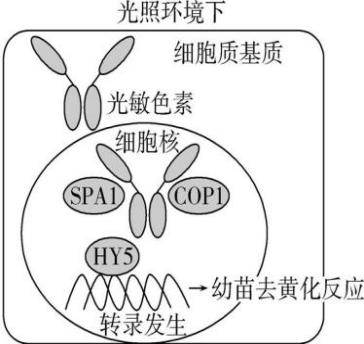 光照环境下
细胞质基质
光敏色素
细胞核
SPA1
COP1
HY5
→幼苗去黄化反应
转录发生